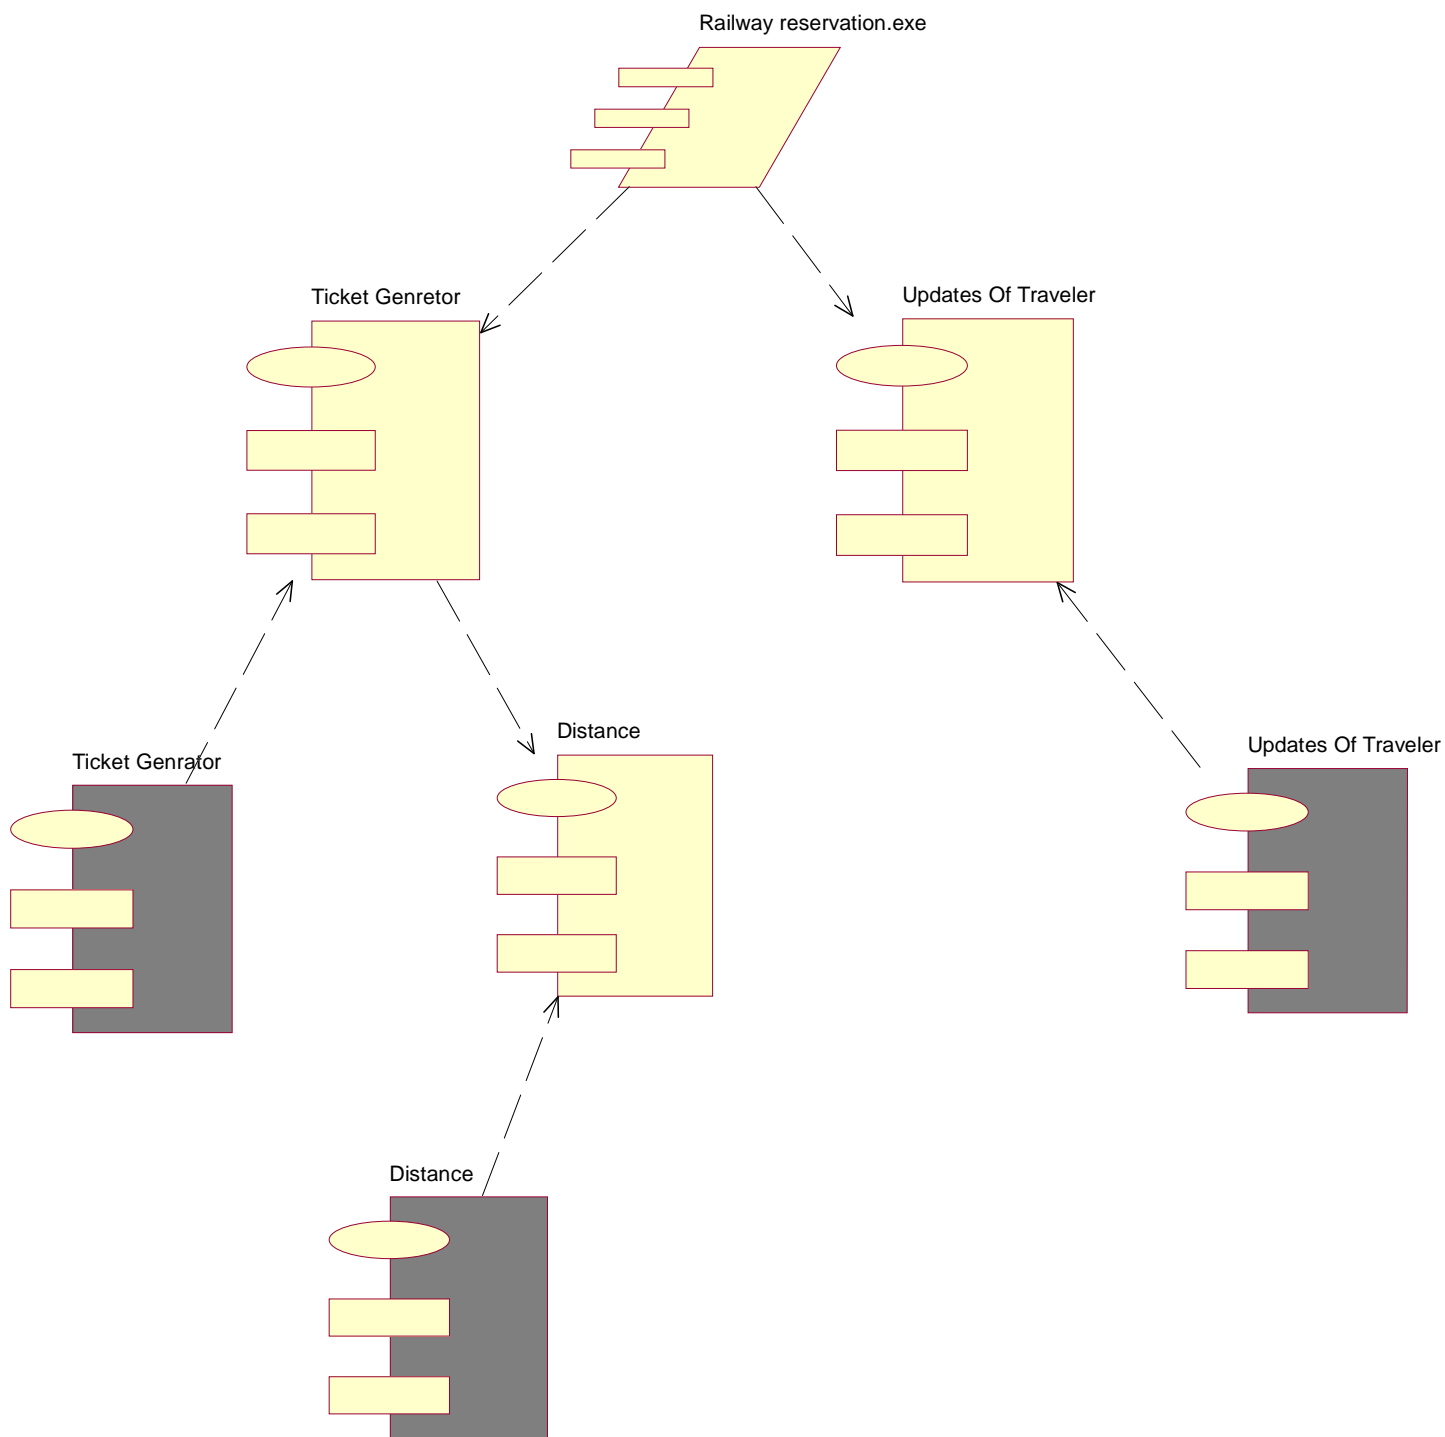 Railway reservation.exe
Ticket Genretor
Updates Of Traveler
Distance
Updates Of Traveler
Ticket Genrator
Distance